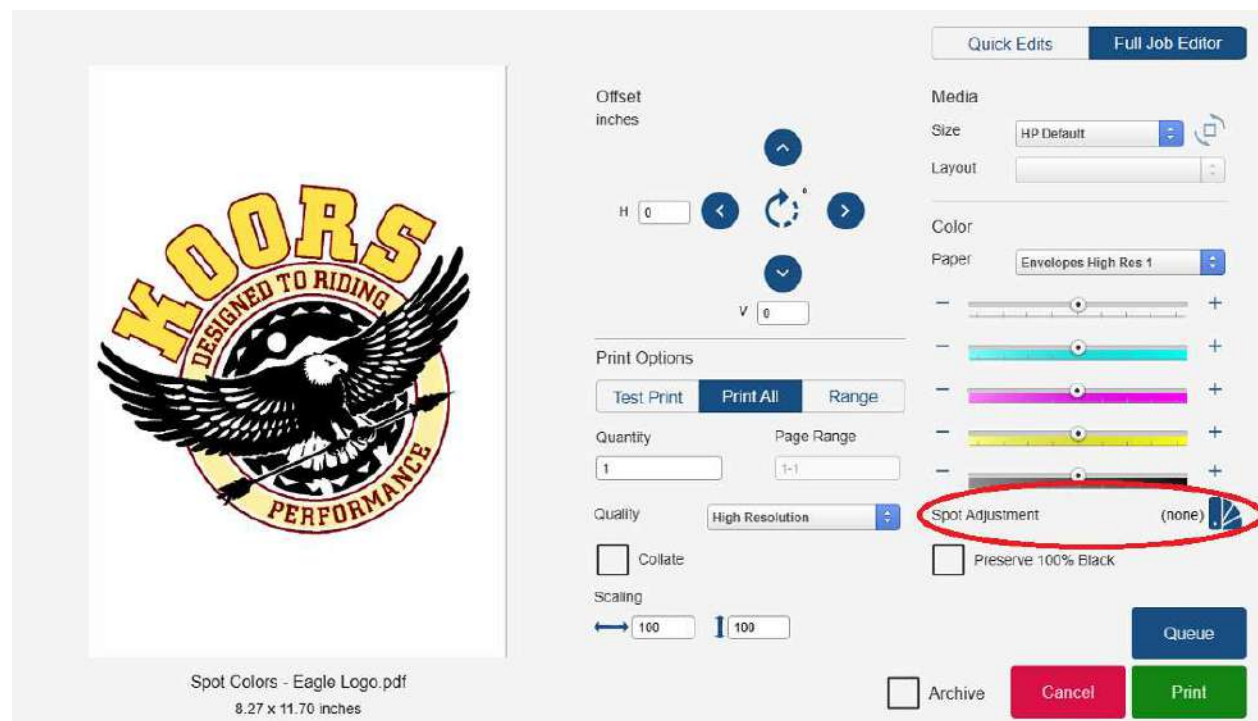 Quick Edits
Full Job Editor
KOORS
DESIGNED TO RIDING
PERFORMANCE
Spot Colors - Eagle Logo.pdf
8.27 x 11.70 inches
Offset
inches
H 0
V 0
Print Options
Test Print Print All Range
Quantity Page Range
1 1-1
Quality High Resolution
Collate
Scaling
100 100
Media
Size HP Default
Layout
Color
Paper Envelopes High Res 1
− +
− +
− +
− +
− +
Spot Adjustment (none)
Preserve 100% Black
Queue
Archive Cancel Print